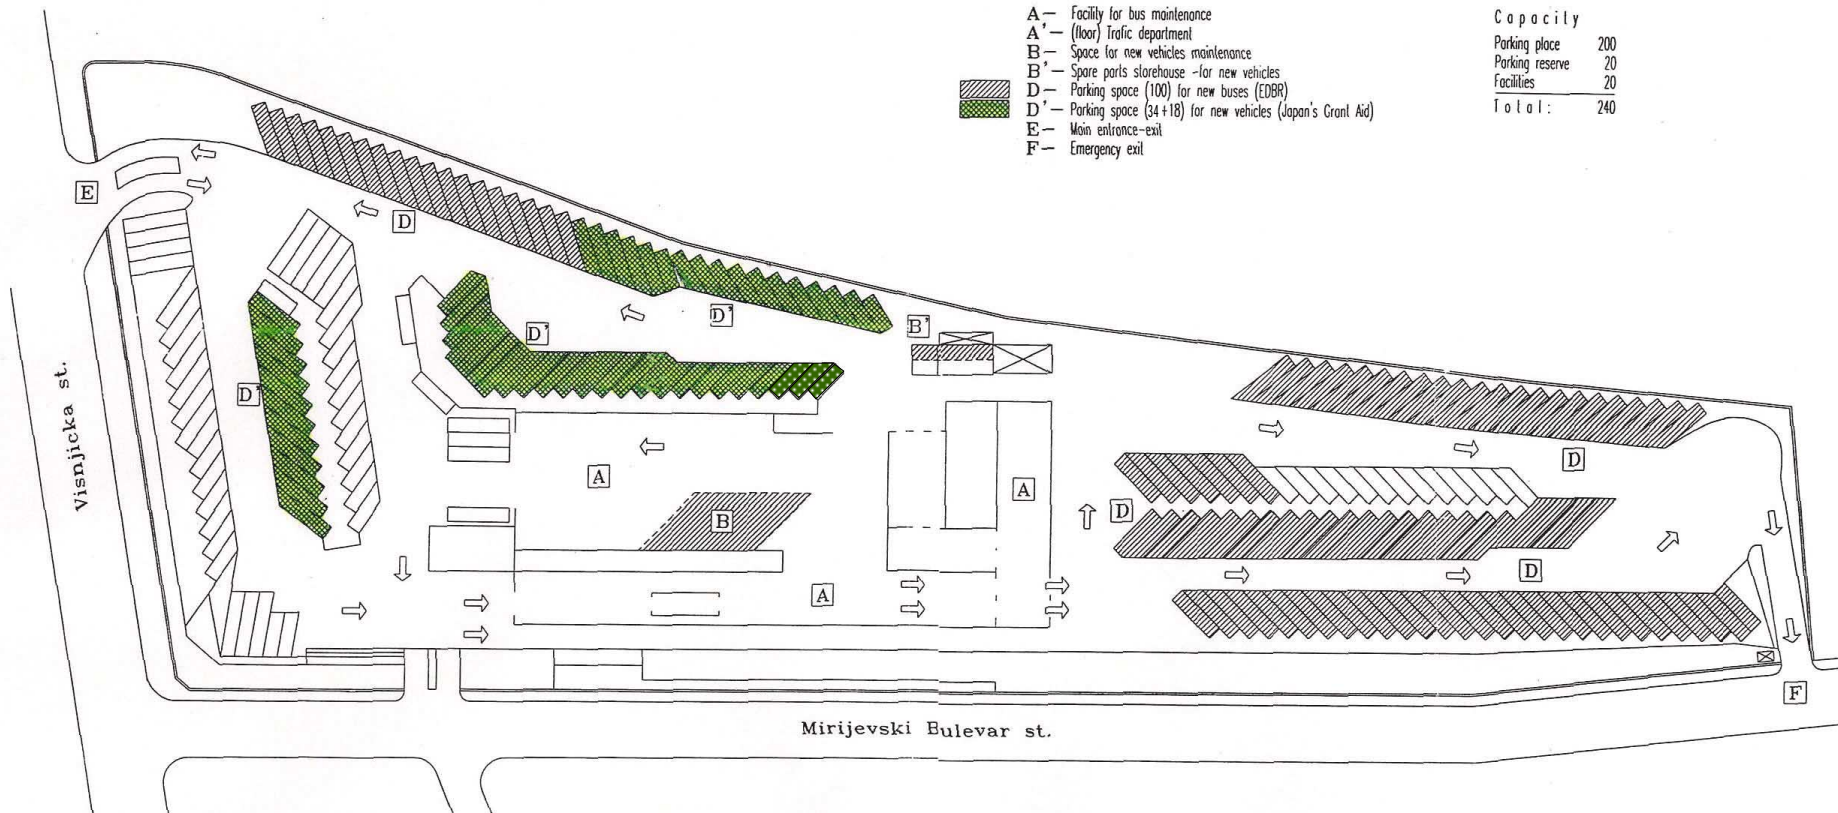 A — Facility for bus maintenance
A' — (floor) Trafic department
B — Space for new vehicles maintenance
B' — Spare parts storehouse -for new vehicles
D — Parking space (100) for new buses (EDBR)
D' — Parking space (34+18) for new vehicles (Japan's Grant Aid)
E — Main entrance-exit
F — Emergency exit
Capacity
Parking place 200
Parking reserve 20
Facilities 20
Total: 240
E
D
D'
D'
B'
D'
A
B
A
A
D
D
D
F
Visnjicka st.
Mirijevski Bulevar st.